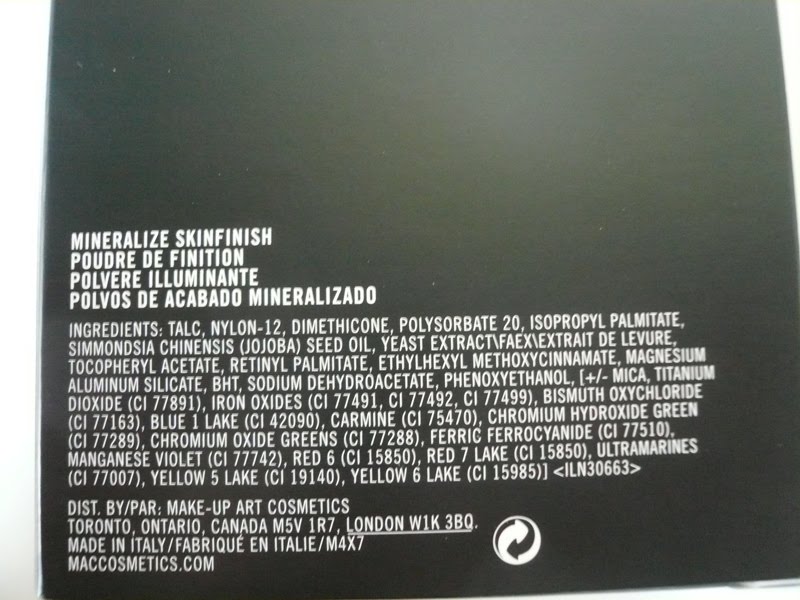 MINERALIZE SKINFINISH
POUDRE DE FINITION
POLVERE ILLUMINANTE
POLVOS DE ACABADO MINERALIZADO
INGREDIENTS: TALC, NYLON-12, DIMETHICONE, POLYSORBATE 20, ISOPROPYL PALMITATE,
SIMMONDSIA CHINENSIS (JOJOBA) SEED OIL, YEAST EXTRACT\FAEX\EXTRAIT DE LEVURE,
TOCOPHERYL ACETATE, RETINYL PALMITATE, ETHYLHEXYL METHOXYCINNAMATE, MAGNESIUM
ALUMINUM SILICATE, BHT, SODIUM DEHYDROACETATE, PHENOXYETHANOL, [+/- MICA, TITANIUM
DIOXIDE (CI 77891), IRON OXIDES (CI 77491, CI 77492, CI 77499), BISMUTH OXYCHLORIDE
(CI 77163), BLUE 1 LAKE (CI 42090), CARMINE (CI 75470), CHROMIUM HYDROXIDE GREEN
(CI 77289), CHROMIUM OXIDE GREENS (CI 77288), FERRIC FERROCYANIDE (CI 77510),
MANGANESE VIOLET (CI 77742), RED 6 (CI 15850), RED 7 LAKE (CI 15850), ULTRAMARINES
(CI 77007), YELLOW 5 LAKE (CI 19140), YELLOW 6 LAKE (CI 15985)] <ILN30663>
DIST. BY/PAR: MAKE-UP ART COSMETICS
TORONTO, ONTARIO, CANADA M5V 1R7, LONDON W1K 3BQ.
MADE IN ITALY/FABRIQUÉ EN ITALIE/M4X7
MACCOSMETICS.COM